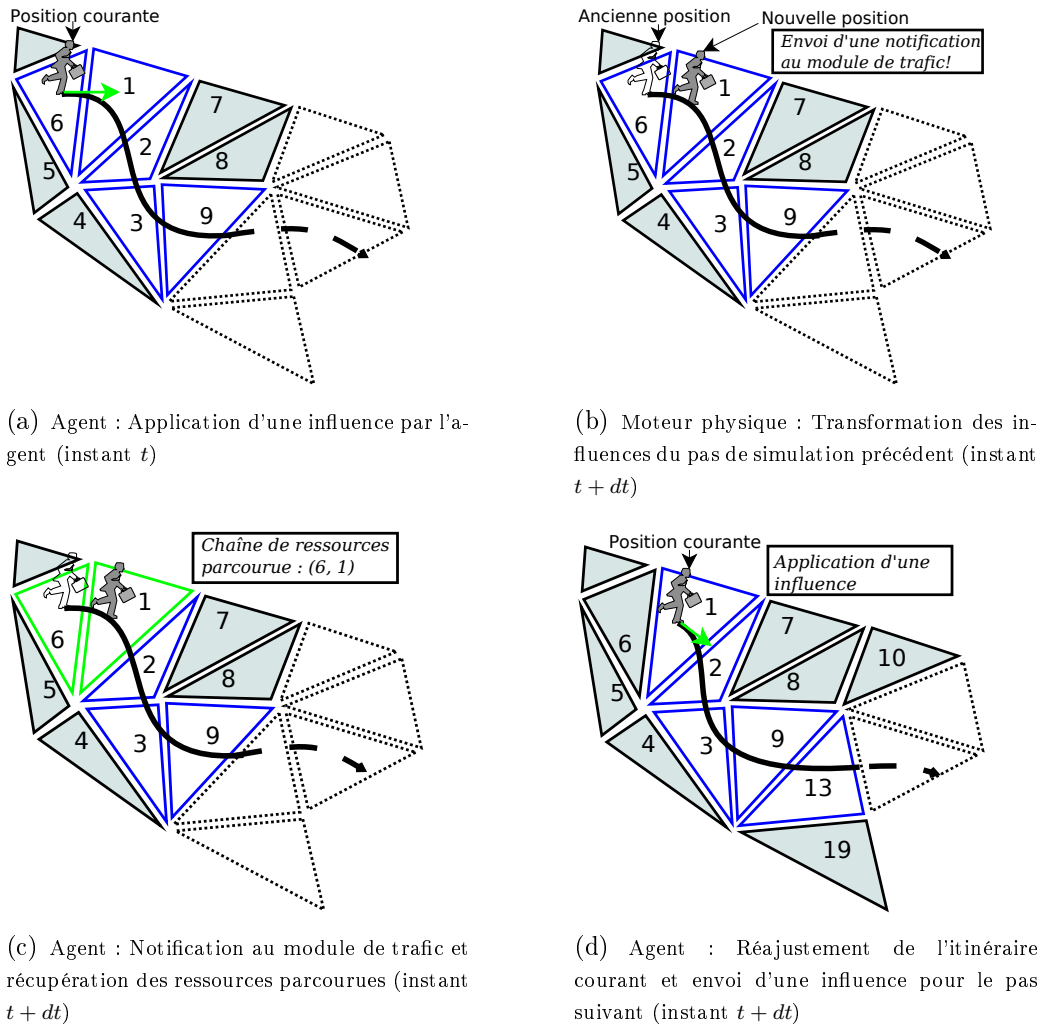 Position courante
1
7
6
2
8
5
3
9
4
(a) Agent : Application d'une influence par l'a-
gent (instant t)
Ancienne position
Nouvelle position
Envoi d'une notification
au module de trafic!
1
7
6
2
8
5
3
9
4
(b) Moteur physique : Transformation des in-
fluences du pas de simulation précédent (instant
t + dt)
Chaîne de ressources
parcourue : (6, 1)
1
7
6
2
8
5
3
9
4
(c) Agent : Notification au module de trafic et
récupération des ressources parcourues (instant
t + dt)
Position courante
Application d'une
influence
1
7
6
2
10
8
5
3
9
4
13
19
(d) Agent : Réajustement de l'itinéraire
courant et envoi d'une influence pour le pas
suivant (instant t + dt)